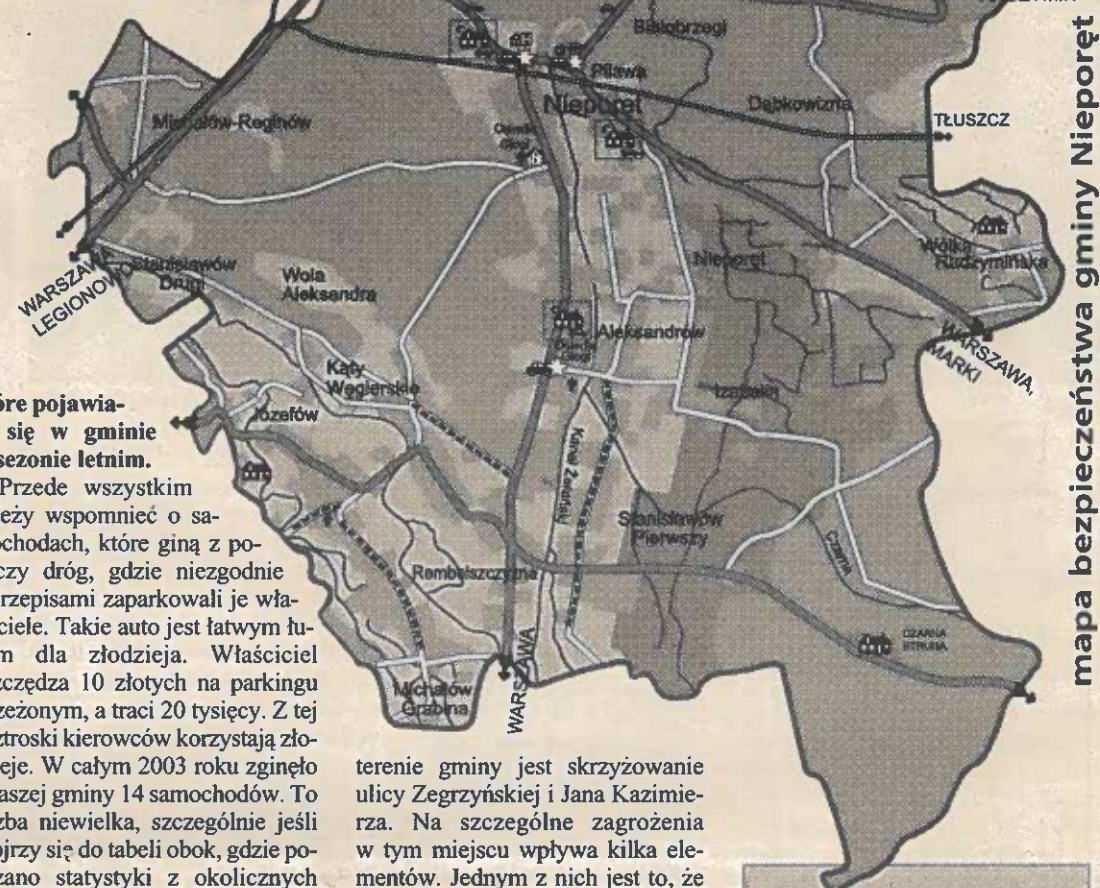 Białobrzegi
Pilawa
Nieporęt
Dąbkowizna
TŁUSZCZ
Michałów-Reginów
Nieporęt
Wólka
Radzymińska
WARSZAWA,
LEGIONOWO
Stanisławów
Drugi
Wola
Aleksandra
Aleksandrów
WARSZAWA,
MARKI
Kąty
Węgierskie
Izabelin
Józefów
Kanał Żerański
Stanisławów
Pierwszy
Czarna
Rembelszczyzna
CZARNA
STRUGA
Michałów
Grabina
WARSZAWA
mapa bezpieczeństwa gminy Nieporęt
óre pojawia-
się w gminie
sezonie letnim.
Przede wszystkim
eży wspomnieć o sa-
ochodach, które giną z po-
czy dróg, gdzie niezgodnie
rzepisami zaparkowali je wła-
ciele. Takie auto jest łatwym łu-
m dla złodzieja. Właściciel
zczędza 10 złotych na parkingu
zeżonym, a traci 20 tysięcy. Z tej
ztroski kierowców korzystają zło-
eje. W całym 2003 roku zginęło
aszej gminy 14 samochodów. To
zba niewielka, szczególnie jeśli
ojrzy się do tabeli obok, gdzie po-
zano statystyki z okolicznych
terenie gminy jest skrzyżowanie
ulicy Zegrzyńskiej i Jana Kazimie-
rza. Na szczególne zagrożenia
w tym miejscu wpływa kilka ele-
mentów. Jednym z nich jest to, że